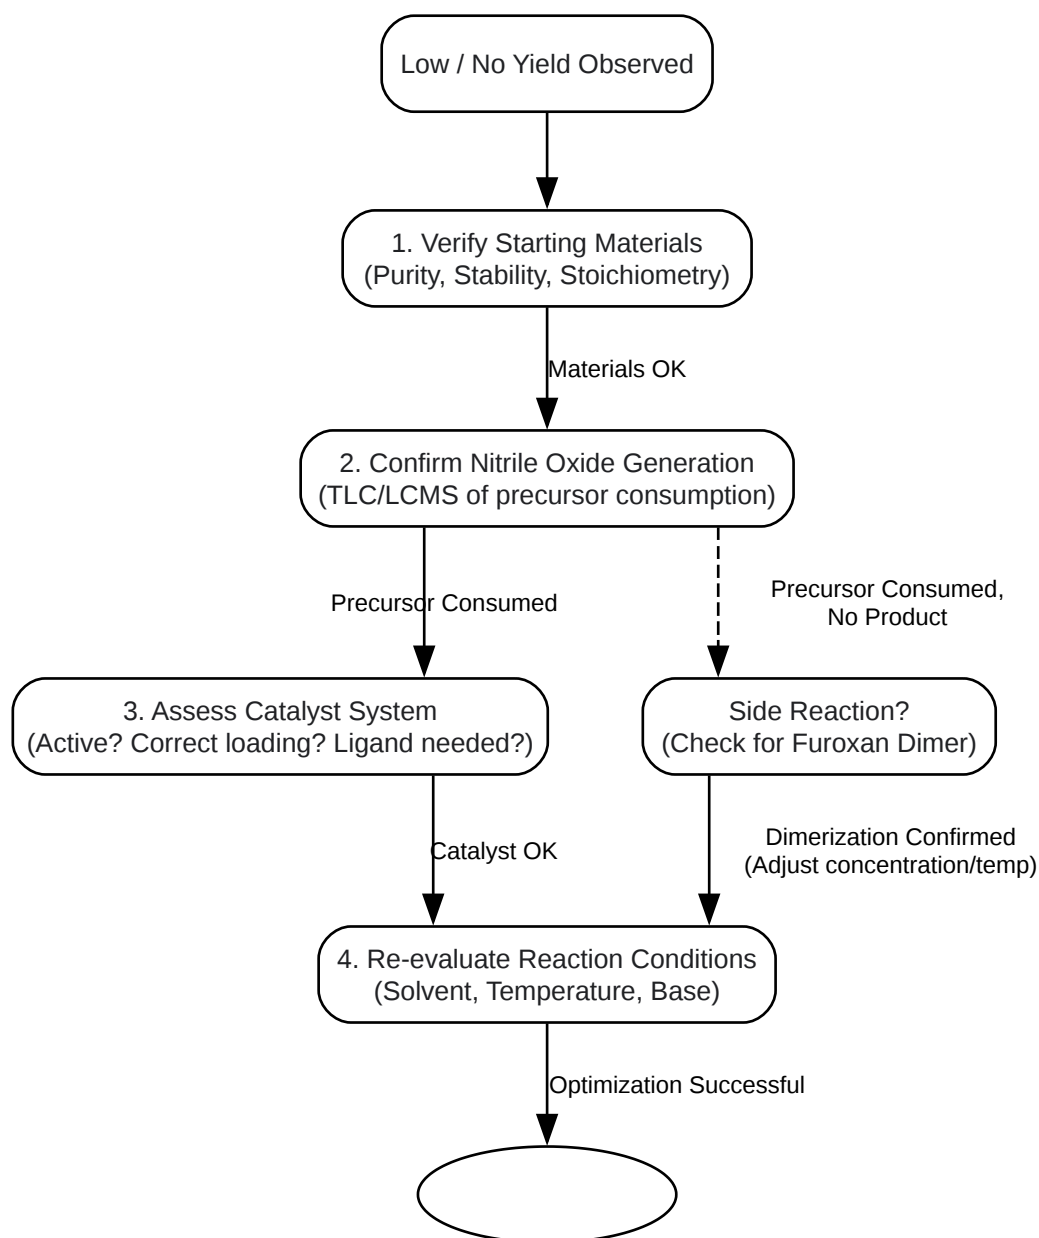 Low / No Yield Observed
1. Verify Starting Materials
(Purity, Stability, Stoichiometry)
Materials OK
2. Confirm Nitrile Oxide Generation
(TLC/LCMS of precursor consumption)
Precursor Consumed
Precursor Consumed,
No Product
3. Assess Catalyst System
(Active? Correct loading? Ligand needed?)
Side Reaction?
(Check for Furoxan Dimer)
Catalyst OK
Dimerization Confirmed
(Adjust concentration/temp)
4. Re-evaluate Reaction Conditions
(Solvent, Temperature, Base)
Optimization Successful